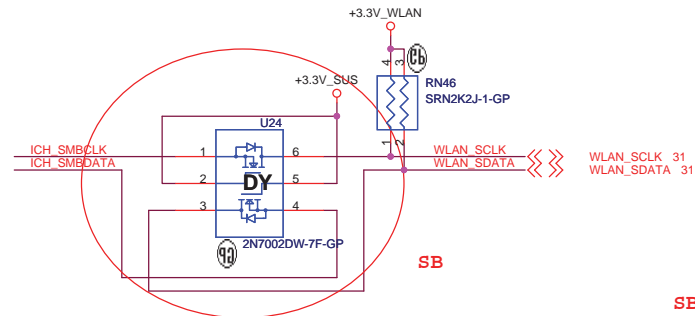 +3.3V_WLAN
4 3
RN46
SRN2K2J-1-GP
+3.3V_SUS
U24
ICH_SMBCLK
1
6
1
2
WLAN_SCLK
WLAN_SCLK 31
ICH_SMBDATA
WLAN_SDATA
WLAN_SDATA 31
2
DY
5
3
4
2N7002DW-7F-GP
SB
SB